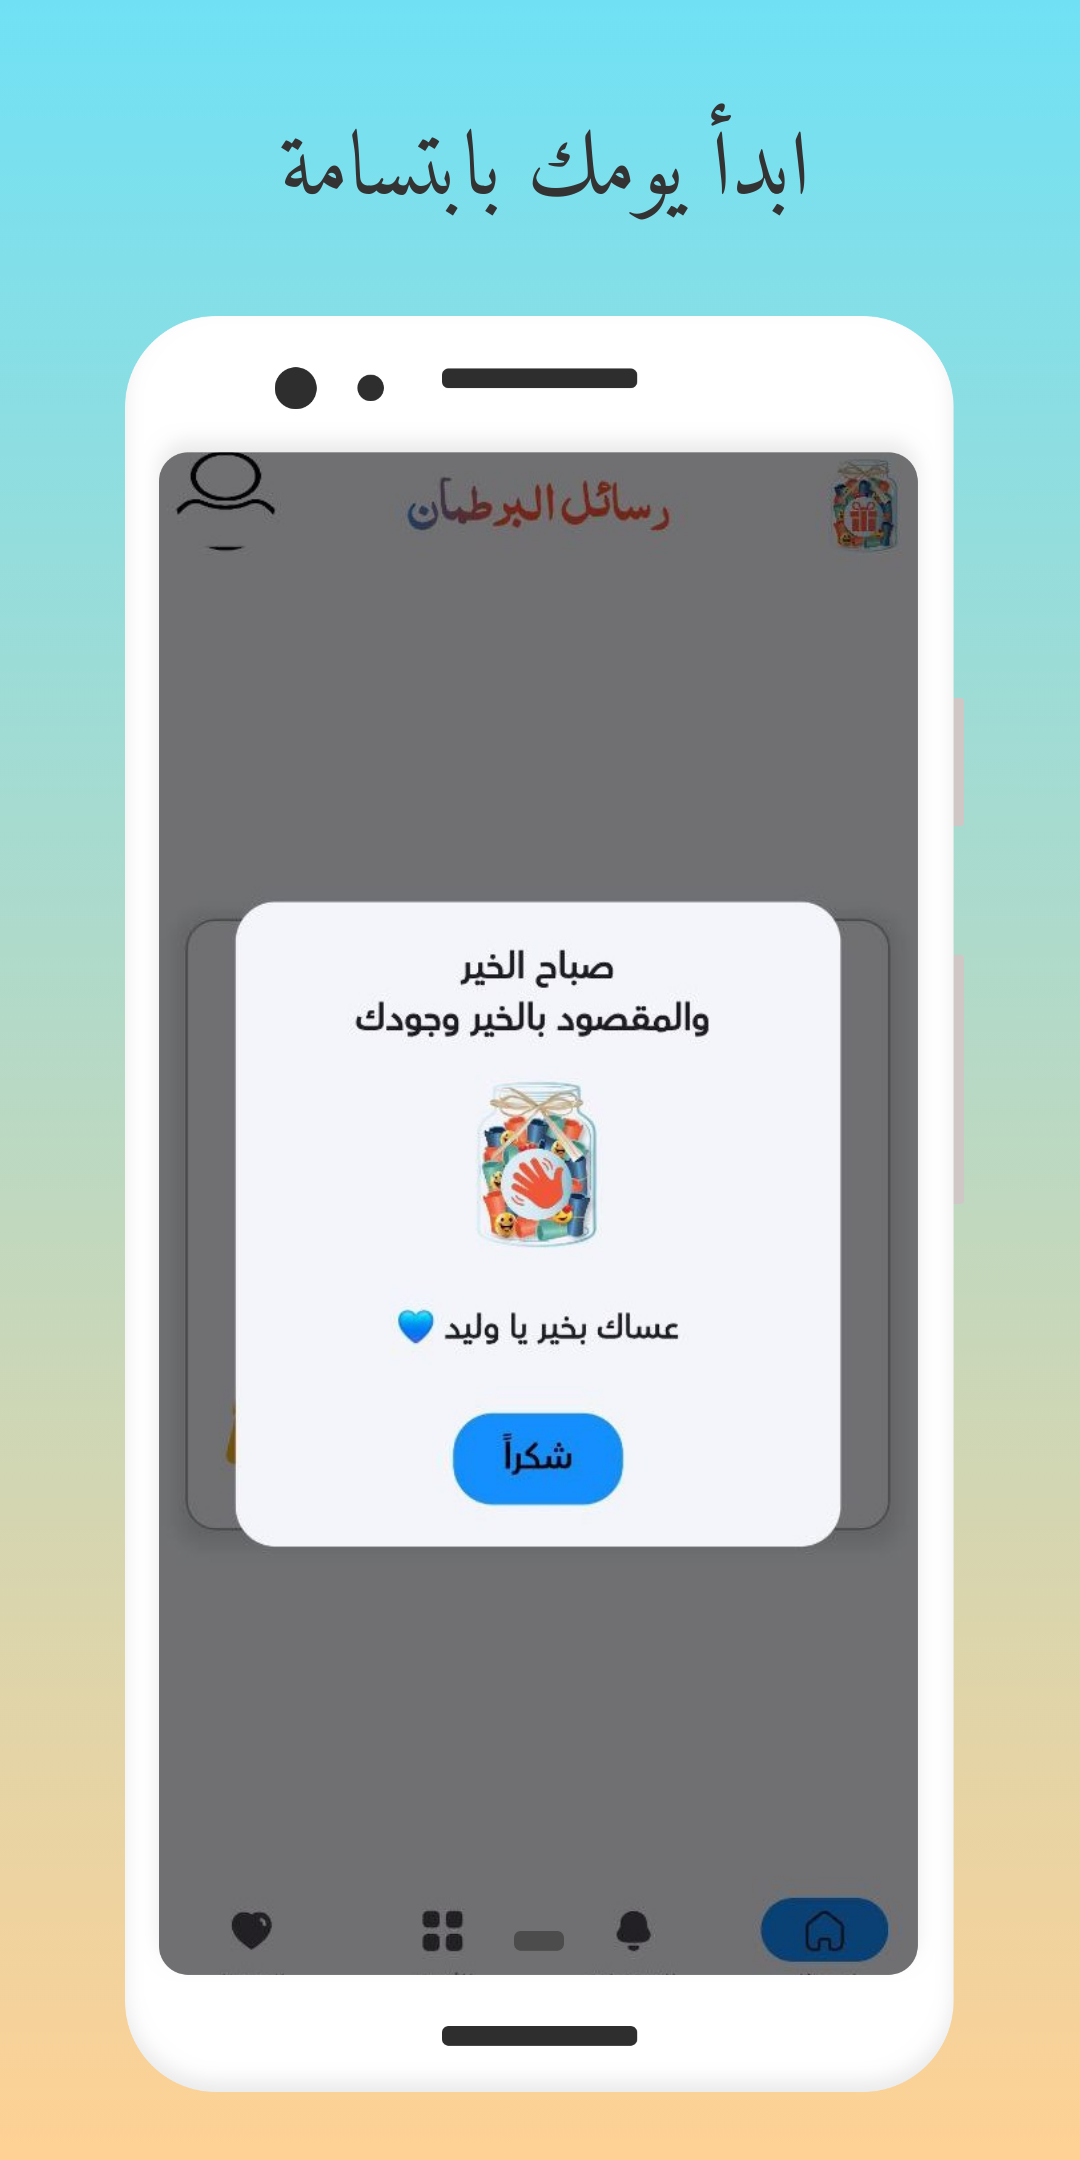 ابدأ يومك بابتسامة
رسائل البرطمان
صباح الخير
والمقصود بالخير وجودك
عساك بخير يا وليد 💙
شكراً